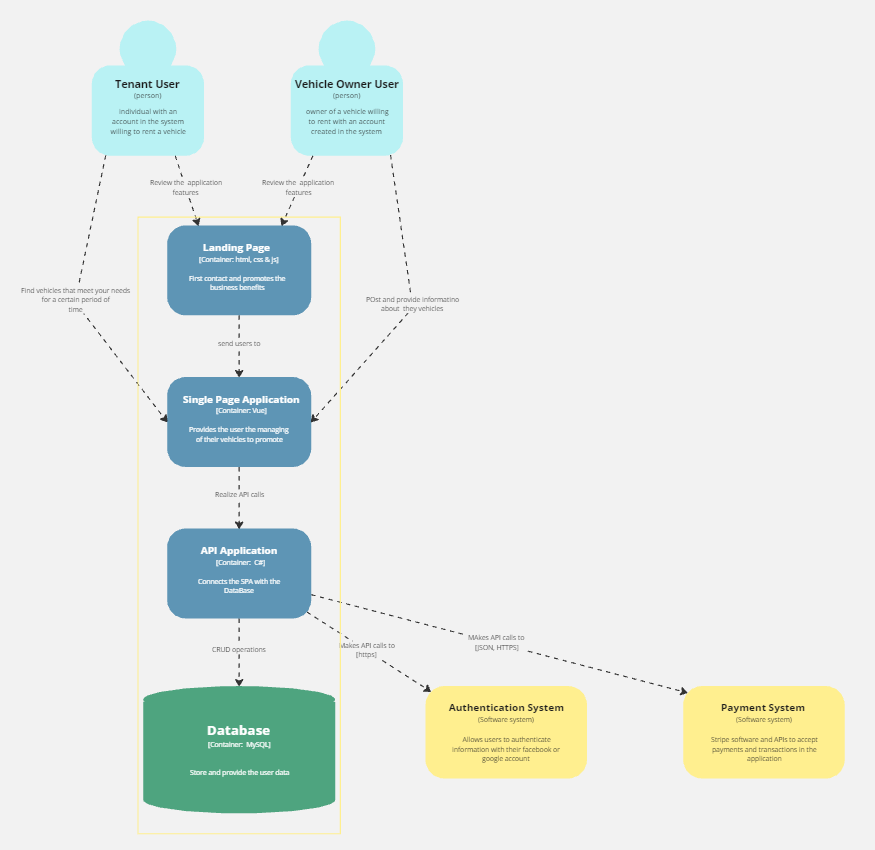 Tenant User
(person)
individual with an
account in the system
willing to rent a vehicle
Vehicle Owner User
(person)
owner of a vehicle willing
to rent with an account
created in the system
Review the application
features
Review the application
features
Landing Page
[Container: html, css & js]
First contact and promotes the
business benefits
Find vehicles that meet your needs
for a certain period of
time
POst and provide informatino
about they vehicles
send users to
Single Page Application
[Container: Vue]
Provides the user the managing
of their vehicles to promote
Realize API calls
API Application
[Container: C#]
Connects the SPA with the
DataBase
CRUD operations
Makes API calls to
[https]
MAkes API calls to
[JSON, HTTPS]
Database
[Container: MySQL]
Store and provide the user data
Authentication System
(Software system)
Allows users to authenticate
information with their facebook or
google account
Payment System
(Software system)
Stripe software and APIs to accept
payments and transactions in the
application